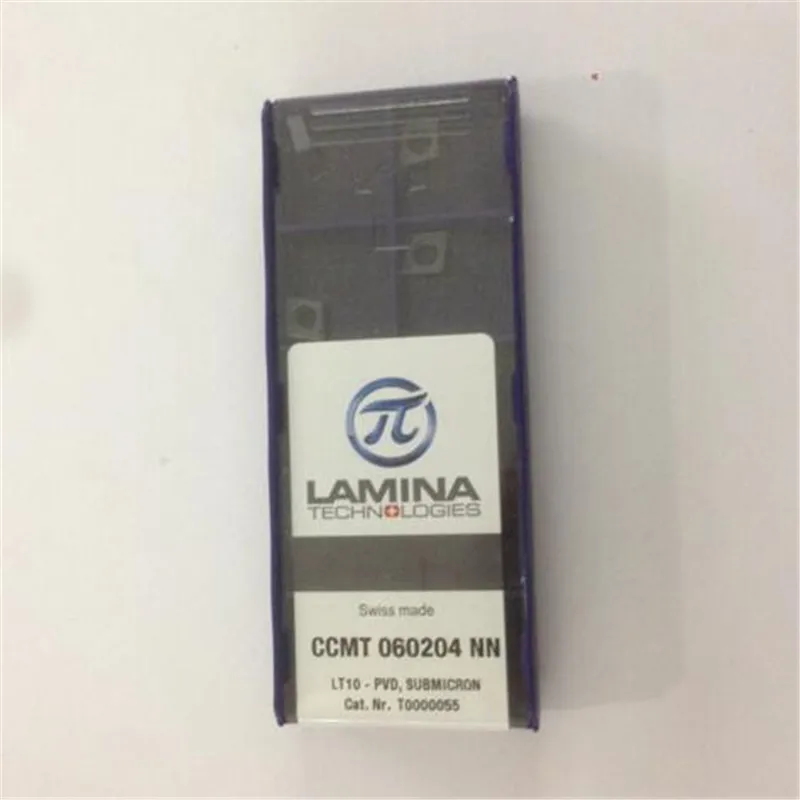 π
LAMINA
TECHNOLOGIES
Swiss made
CCMT 060204 NN
LT10 - PVD, SUBMICRON
Cat. Nr. T0000055